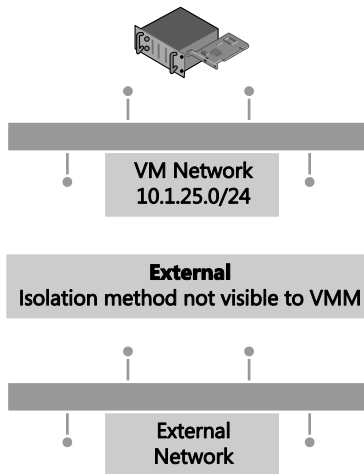 VM Network
10.1.25.0/24
External
Isolation method not visible to VMM
External
Network